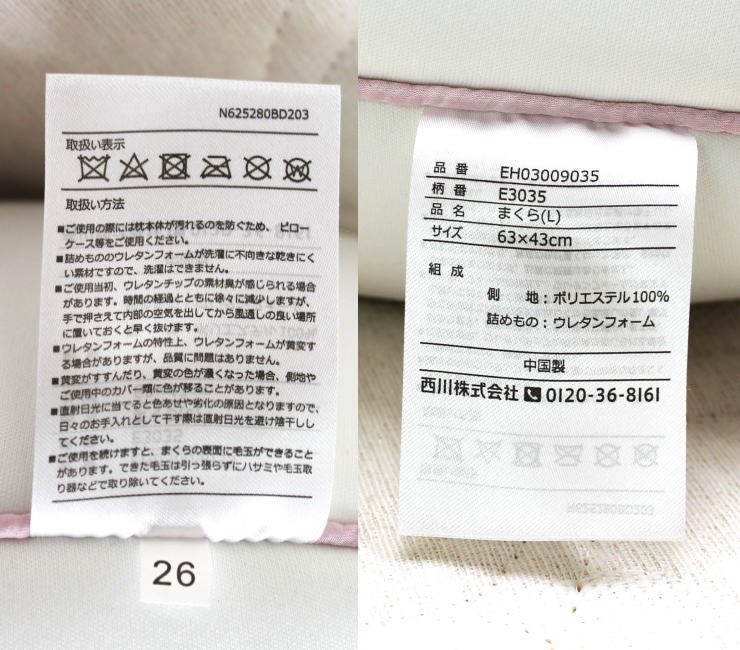 N625280BD203
取扱い表示
取扱い方法
■ご使用の際には枕本体が汚れるのを防ぐため、ピロー
ケース等をご使用ください。
■詰めもののウレタンフォームが洗濯に不向きな乾きにく
い素材ですので、洗濯はできません。
■ご使用当初、ウレタンチップの素材臭が感じられる場合
があります。時間の経過とともに徐々に減少しますが、
手で押さえて内部の空気を出してから風通しの良い場所
に置いておくと早く抜けます。
■ウレタンフォームの特性上、ウレタンフォームが黄変す
る場合がありますが、品質に問題はありません。
■黄変がすすんだり、黄変の色が濃くなった場合、側地や
ご使用中のカバー類に色が移ることがあります。
■直射日光に当てると色あせや劣化の原因となりますので、
日々のお手入れとして干す際は直射日光を避け陰干しし
てください。
■ご使用を続けますと、まくらの表面に毛玉ができること
があります。できた毛玉は引っ張らずにハサミや毛玉取
り器などで取り除いてください。
26
品 番 EH03009035
柄 番 E3035
品 名 まくら(L)
サイズ 63×43cm
組 成
側 地：ポリエステル100%
詰めもの：ウレタンフォーム
中国製
西川株式会社 0120-36-8161